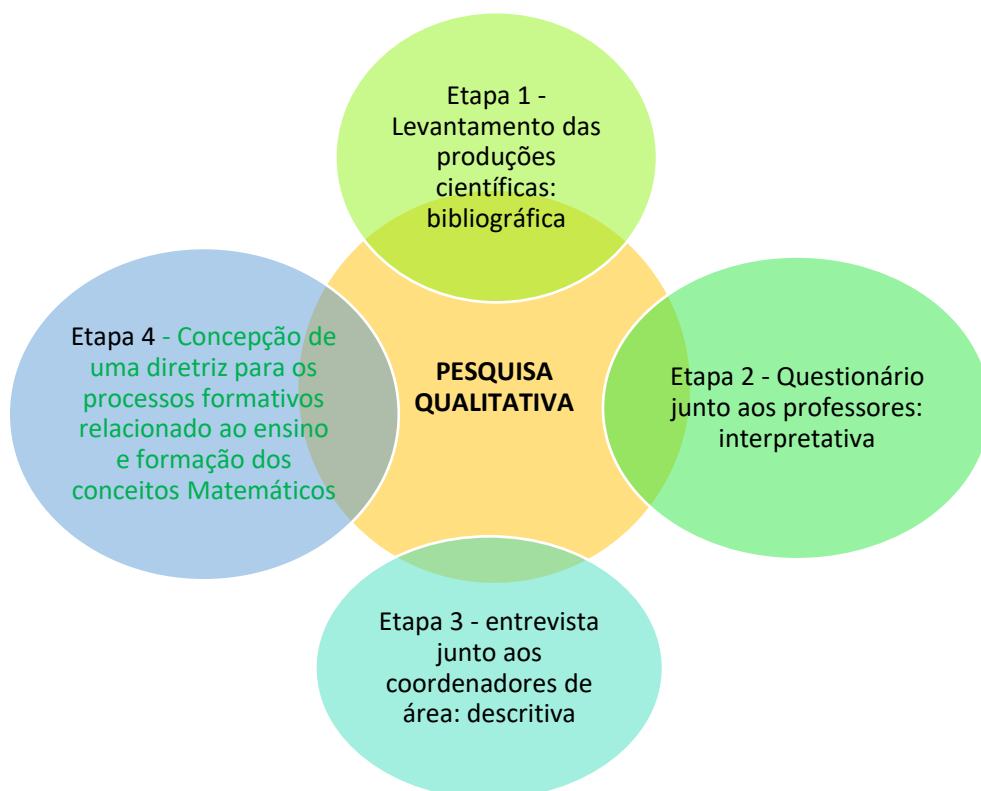 Etapa 1 -
Levantamento das
produções
científicas:
bibliográfica
PESQUISA
QUALITATIVA
Etapa 2 - Questionário
junto aos professores:
interpretativa
Etapa 3 - entrevista
junto aos
coordenadores de
área: descritiva
Etapa 4 - Concepção de
uma diretriz para os
processos formativos
relacionado ao ensino
e formação dos
conceitos Matemáticos